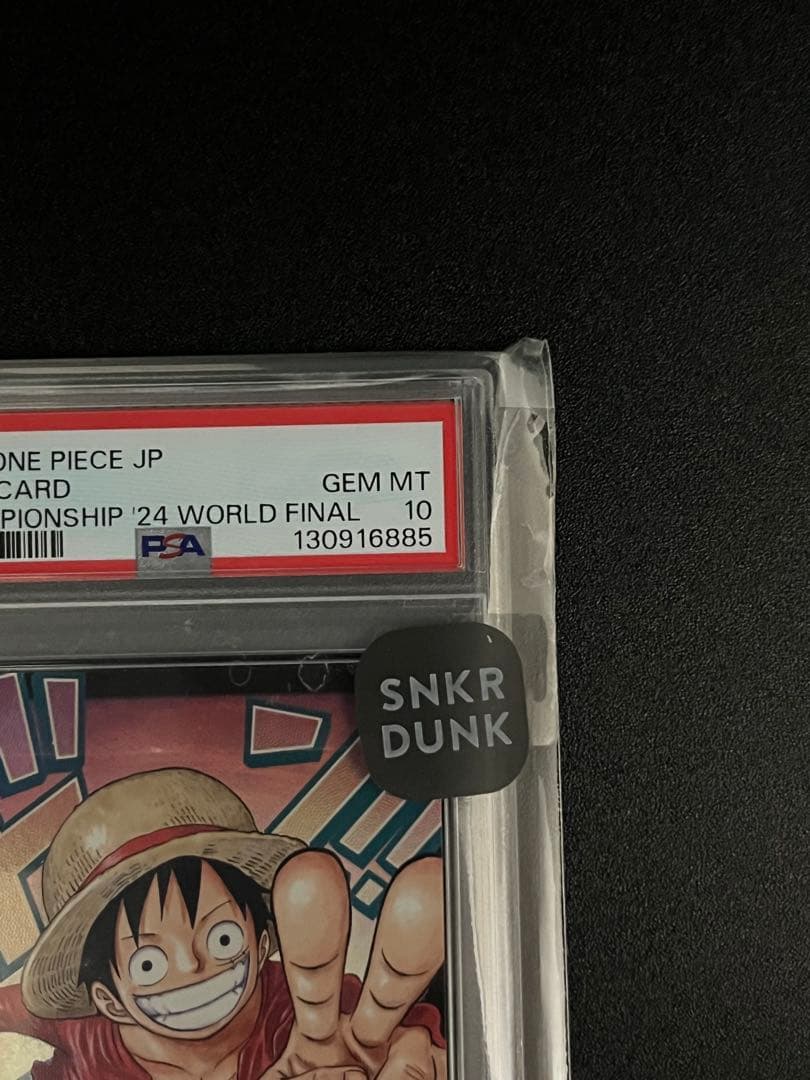 ONE PIECE JP
CARD GEM MT
PIONSHIP '24 WORLD FINAL 10
PSA 130916885
SNKR
DUNK